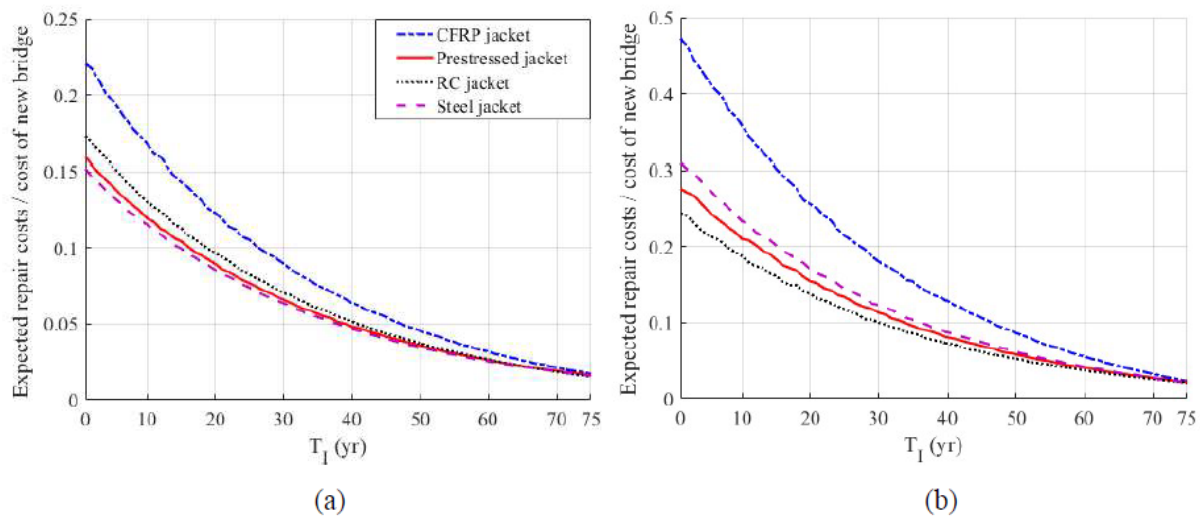 0.25
0.2
0.15
0.1
0.05
0
Expected repair costs / cost of new bridge
CFRP jacket
Prestressed jacket
RC jacket
Steel jacket
0 10 20 30 40 50 60 70 75
T_I (yr)
(a)
0.5
0.4
0.3
0.2
0.1
0
Expected repair costs / cost of new bridge
0 10 20 30 40 50 60 70 75
T_I (yr)
(b)